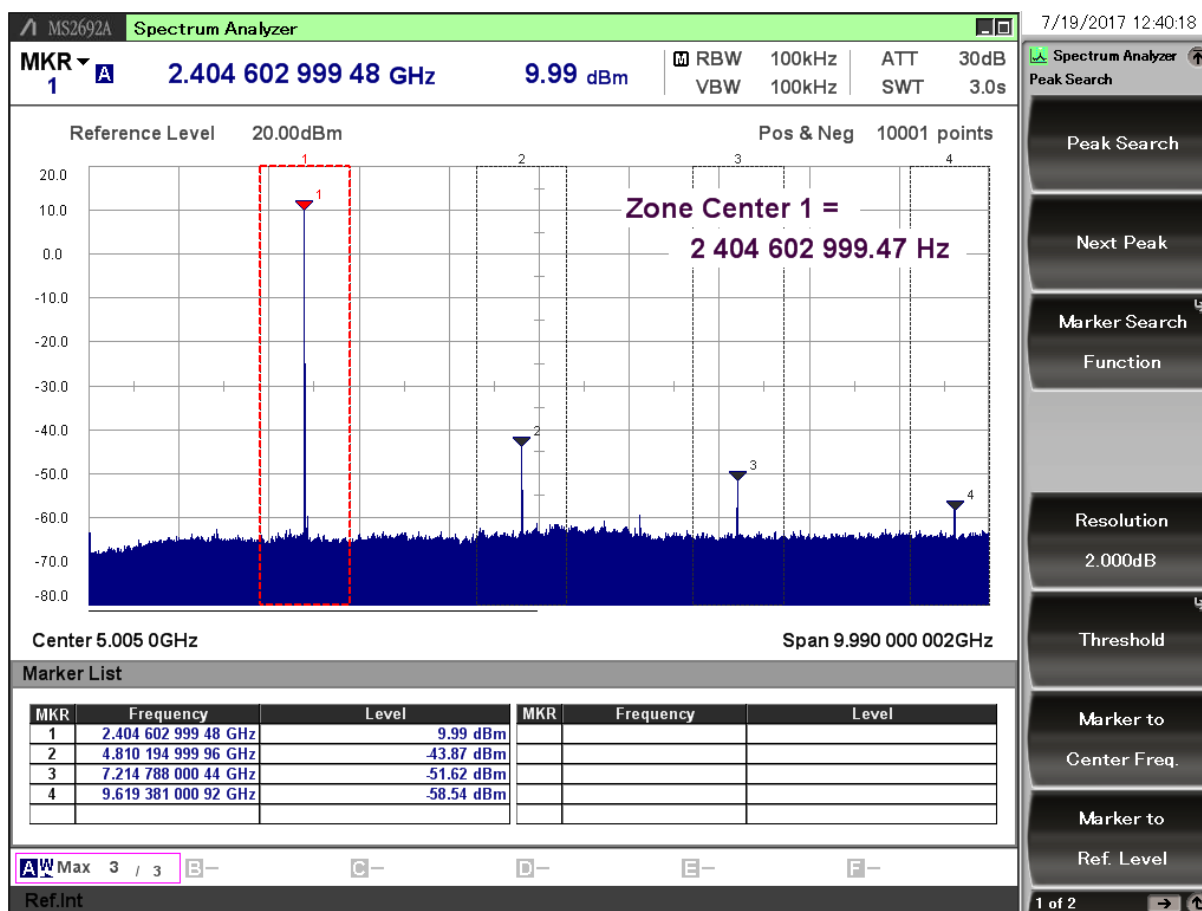 MS2692A Spectrum Analyzer
7/19/2017 12:40:18
MKR 1 A 2.404 602 999 48 GHz 9.99 dBm
M RBW 100kHz ATT 30dB
VBW 100kHz SWT 3.0s
Spectrum Analyzer
Peak Search
Reference Level 20.00dBm Pos & Neg 10001 points
1 2 3 4
20.0
10.0
0.0
-10.0
-20.0
-30.0
-40.0
-50.0
-60.0
-70.0
-80.0
1
2
3
4
Zone Center 1 =
2 404 602 999.47 Hz
Center 5.005 0GHz Span 9.990 000 002GHz
Marker List
MKR Frequency Level MKR Frequency Level
1 2.404 602 999 48 GHz 9.99 dBm
2 4.810 194 999 96 GHz -43.87 dBm
3 7.214 788 000 44 GHz -51.62 dBm
4 9.619 381 000 92 GHz -58.54 dBm
A W Max 3 / 3 B- C- D- E- F-
Ref.Int
Peak Search
Next Peak
Marker Search
Function
Resolution
2.000dB
Threshold
Marker to
Center Freq.
Marker to
Ref. Level
1 of 2